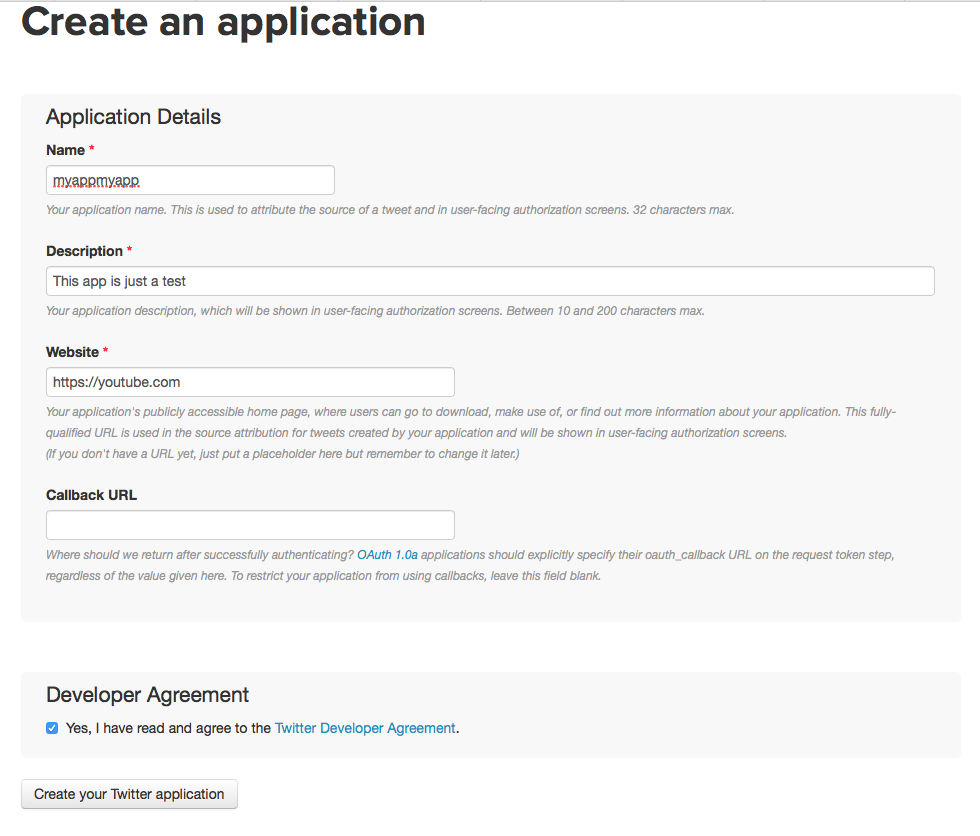 Create an application
Application Details
Name *
myappmyapp
Your application name. This is used to attribute the source of a tweet and in user-facing authorization screens. 32 characters max.
Description *
This app is just a test
Your application description, which will be shown in user-facing authorization screens. Between 10 and 200 characters max.
Website *
https://youtube.com
Your application's publicly accessible home page, where users can go to download, make use of, or find out more information about your application. This fully-
qualified URL is used in the source attribution for tweets created by your application and will be shown in user-facing authorization screens.
(If you don't have a URL yet, just put a placeholder here but remember to change it later.)
Callback URL
Where should we return after successfully authenticating? OAuth 1.0a applications should explicitly specify their oauth_callback URL on the request token step,
regardless of the value given here. To restrict your application from using callbacks, leave this field blank.
Developer Agreement
Yes, I have read and agree to the Twitter Developer Agreement.
Create your Twitter application